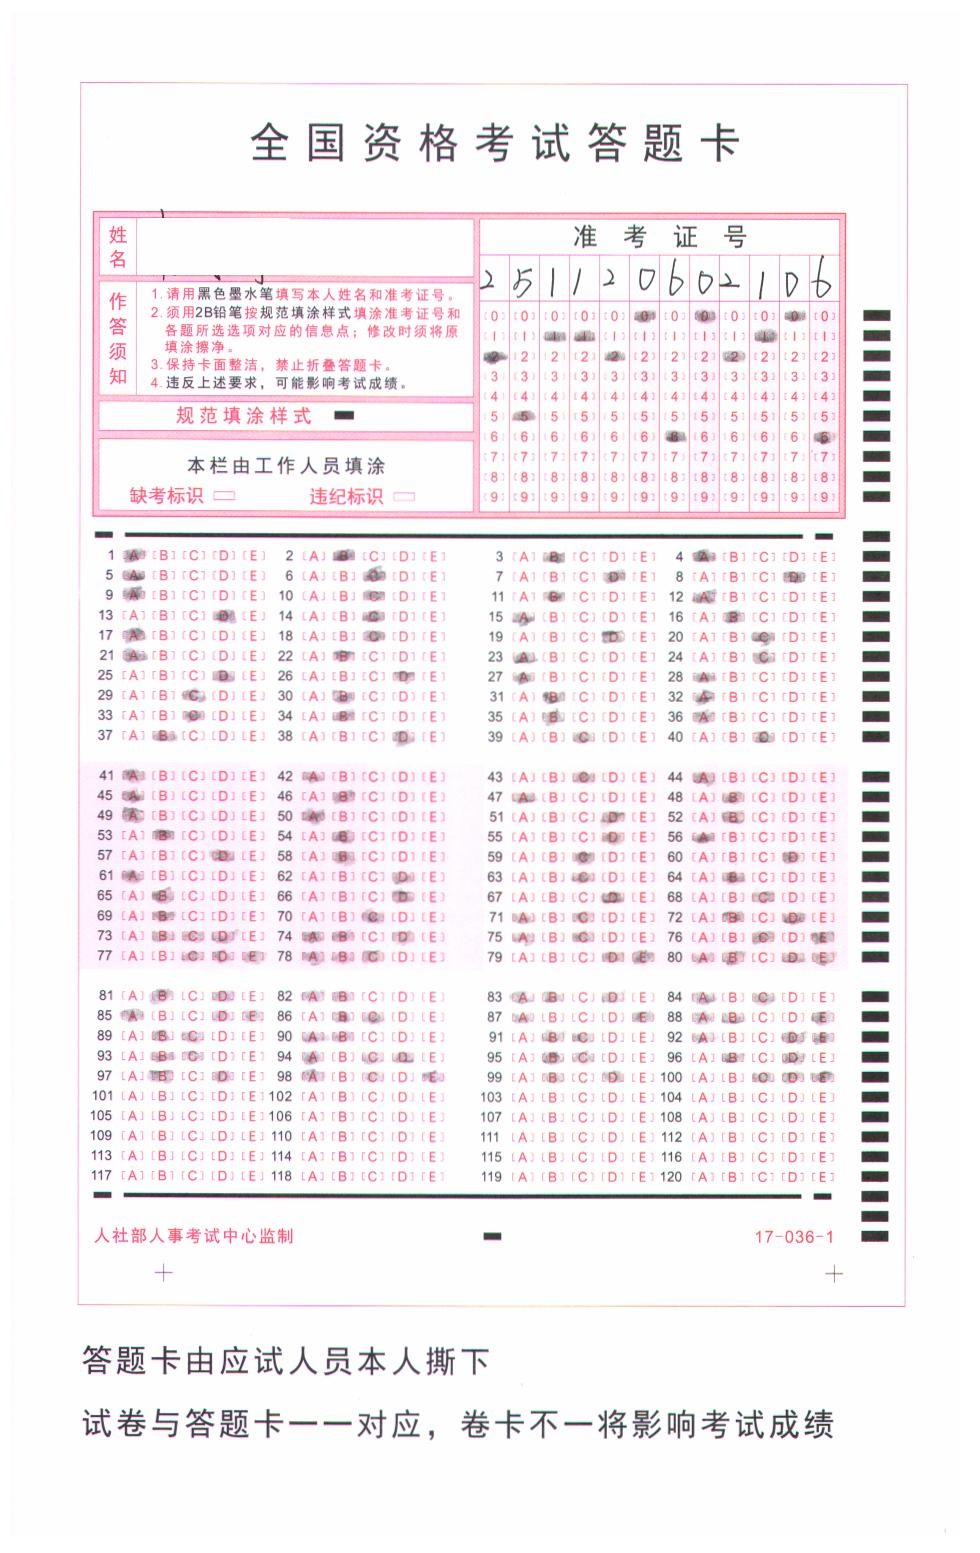 全国资格考试答题卡
姓名
准考证号
2 5 1 1 2 0 6 0 2 1 0 6
作答须知
1.请用黑色墨水笔填写本人姓名和准考证号。
2.须用2B铅笔按规范填涂样式填涂准考证号和
各题所选选项对应的信息点；修改时须将原
填涂擦净。
3.保持卡面整洁，禁止折叠答题卡。
4.违反上述要求，可能影响考试成绩。
规范填涂样式
本栏由工作人员填涂
缺考标识 违纪标识
[0] [0] [0] [0] [0] [0] [0] [0] [0] [0] [0] [0]
[1] [1] [1] [1] [1] [1] [1] [1] [1] [1] [1] [1]
[2] [2] [2] [2] [2] [2] [2] [2] [2] [2] [2] [2]
[3] [3] [3] [3] [3] [3] [3] [3] [3] [3] [3] [3]
[4] [4] [4] [4] [4] [4] [4] [4] [4] [4] [4] [4]
[5] [5] [5] [5] [5] [5] [5] [5] [5] [5] [5] [5]
[6] [6] [6] [6] [6] [6] [6] [6] [6] [6] [6] [6]
[7] [7] [7] [7] [7] [7] [7] [7] [7] [7] [7] [7]
[8] [8] [8] [8] [8] [8] [8] [8] [8] [8] [8] [8]
[9] [9] [9] [9] [9] [9] [9] [9] [9] [9] [9] [9]
1 [A] [B] [C] [D] [E] 2 [A] [B] [C] [D] [E] 3 [A] [B] [C] [D] [E] 4 [A] [B] [C] [D] [E]
5 [A] [B] [C] [D] [E] 6 [A] [B] [C] [D] [E] 7 [A] [B] [C] [D] [E] 8 [A] [B] [C] [D] [E]
9 [A] [B] [C] [D] [E] 10 [A] [B] [C] [D] [E] 11 [A] [B] [C] [D] [E] 12 [A] [B] [C] [D] [E]
13 [A] [B] [C] [D] [E] 14 [A] [B] [C] [D] [E] 15 [A] [B] [C] [D] [E] 16 [A] [B] [C] [D] [E]
17 [A] [B] [C] [D] [E] 18 [A] [B] [C] [D] [E] 19 [A] [B] [C] [D] [E] 20 [A] [B] [C] [D] [E]
21 [A] [B] [C] [D] [E] 22 [A] [B] [C] [D] [E] 23 [A] [B] [C] [D] [E] 24 [A] [B] [C] [D] [E]
25 [A] [B] [C] [D] [E] 26 [A] [B] [C] [D] [E] 27 [A] [B] [C] [D] [E] 28 [A] [B] [C] [D] [E]
29 [A] [B] [C] [D] [E] 30 [A] [B] [C] [D] [E] 31 [A] [B] [C] [D] [E] 32 [A] [B] [C] [D] [E]
33 [A] [B] [C] [D] [E] 34 [A] [B] [C] [D] [E] 35 [A] [B] [C] [D] [E] 36 [A] [B] [C] [D] [E]
37 [A] [B] [C] [D] [E] 38 [A] [B] [C] [D] [E] 39 [A] [B] [C] [D] [E] 40 [A] [B] [C] [D] [E]
41 [A] [B] [C] [D] [E] 42 [A] [B] [C] [D] [E] 43 [A] [B] [C] [D] [E] 44 [A] [B] [C] [D] [E]
45 [A] [B] [C] [D] [E] 46 [A] [B] [C] [D] [E] 47 [A] [B] [C] [D] [E] 48 [A] [B] [C] [D] [E]
49 [A] [B] [C] [D] [E] 50 [A] [B] [C] [D] [E] 51 [A] [B] [C] [D] [E] 52 [A] [B] [C] [D] [E]
53 [A] [B] [C] [D] [E] 54 [A] [B] [C] [D] [E] 55 [A] [B] [C] [D] [E] 56 [A] [B] [C] [D] [E]
57 [A] [B] [C] [D] [E] 58 [A] [B] [C] [D] [E] 59 [A] [B] [C] [D] [E] 60 [A] [B] [C] [D] [E]
61 [A] [B] [C] [D] [E] 62 [A] [B] [C] [D] [E] 63 [A] [B] [C] [D] [E] 64 [A] [B] [C] [D] [E]
65 [A] [B] [C] [D] [E] 66 [A] [B] [C] [D] [E] 67 [A] [B] [C] [D] [E] 68 [A] [B] [C] [D] [E]
69 [A] [B] [C] [D] [E] 70 [A] [B] [C] [D] [E] 71 [A] [B] [C] [D] [E] 72 [A] [B] [C] [D] [E]
73 [A] [B] [C] [D] [E] 74 [A] [B] [C] [D] [E] 75 [A] [B] [C] [D] [E] 76 [A] [B] [C] [D] [E]
77 [A] [B] [C] [D] [E] 78 [A] [B] [C] [D] [E] 79 [A] [B] [C] [D] [E] 80 [A] [B] [C] [D] [E]
81 [A] [B] [C] [D] [E] 82 [A] [B] [C] [D] [E] 83 [A] [B] [C] [D] [E] 84 [A] [B] [C] [D] [E]
85 [A] [B] [C] [D] [E] 86 [A] [B] [C] [D] [E] 87 [A] [B] [C] [D] [E] 88 [A] [B] [C] [D] [E]
89 [A] [B] [C] [D] [E] 90 [A] [B] [C] [D] [E] 91 [A] [B] [C] [D] [E] 92 [A] [B] [C] [D] [E]
93 [A] [B] [C] [D] [E] 94 [A] [B] [C] [D] [E] 95 [A] [B] [C] [D] [E] 96 [A] [B] [C] [D] [E]
97 [A] [B] [C] [D] [E] 98 [A] [B] [C] [D] [E] 99 [A] [B] [C] [D] [E] 100 [A] [B] [C] [D] [E]
101 [A] [B] [C] [D] [E] 102 [A] [B] [C] [D] [E] 103 [A] [B] [C] [D] [E] 104 [A] [B] [C] [D] [E]
105 [A] [B] [C] [D] [E] 106 [A] [B] [C] [D] [E] 107 [A] [B] [C] [D] [E] 108 [A] [B] [C] [D] [E]
109 [A] [B] [C] [D] [E] 110 [A] [B] [C] [D] [E] 111 [A] [B] [C] [D] [E] 112 [A] [B] [C] [D] [E]
113 [A] [B] [C] [D] [E] 114 [A] [B] [C] [D] [E] 115 [A] [B] [C] [D] [E] 116 [A] [B] [C] [D] [E]
117 [A] [B] [C] [D] [E] 118 [A] [B] [C] [D] [E] 119 [A] [B] [C] [D] [E] 120 [A] [B] [C] [D] [E]
人社部人事考试中心监制 17-036-1
答题卡由应试人员本人撕下
试卷与答题卡一一对应，卷卡不一将影响考试成绩